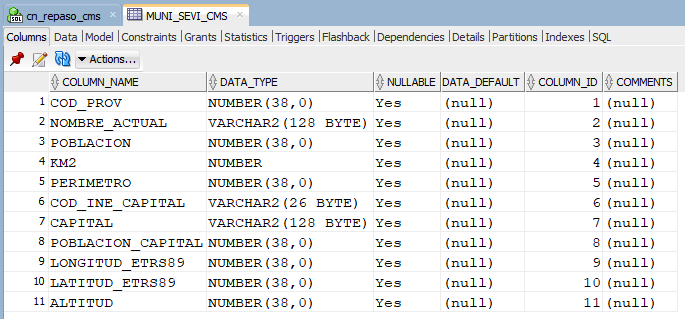 SQL cn_repaso_cms MUNI_SEVI_CMS
Columns Data Model Constraints Grants Statistics Triggers Flashback Dependencies Details Partitions Indexes SQL
Actions...
COLUMN_NAME DATA_TYPE NULLABLE DATA_DEFAULT COLUMN_ID COMMENTS
1 COD_PROV NUMBER(38,0) Yes (null) 1 (null)
2 NOMBRE_ACTUAL VARCHAR2(128 BYTE) Yes (null) 2 (null)
3 POBLACION NUMBER(38,0) Yes (null) 3 (null)
4 KM2 NUMBER Yes (null) 4 (null)
5 PERIMETRO NUMBER(38,0) Yes (null) 5 (null)
6 COD_INE_CAPITAL VARCHAR2(26 BYTE) Yes (null) 6 (null)
7 CAPITAL VARCHAR2(128 BYTE) Yes (null) 7 (null)
8 POBLACION_CAPITAL NUMBER(38,0) Yes (null) 8 (null)
9 LONGITUD_ETRS89 NUMBER(38,0) Yes (null) 9 (null)
10 LATITUD_ETRS89 NUMBER(38,0) Yes (null) 10 (null)
11 ALTITUD NUMBER(38,0) Yes (null) 11 (null)